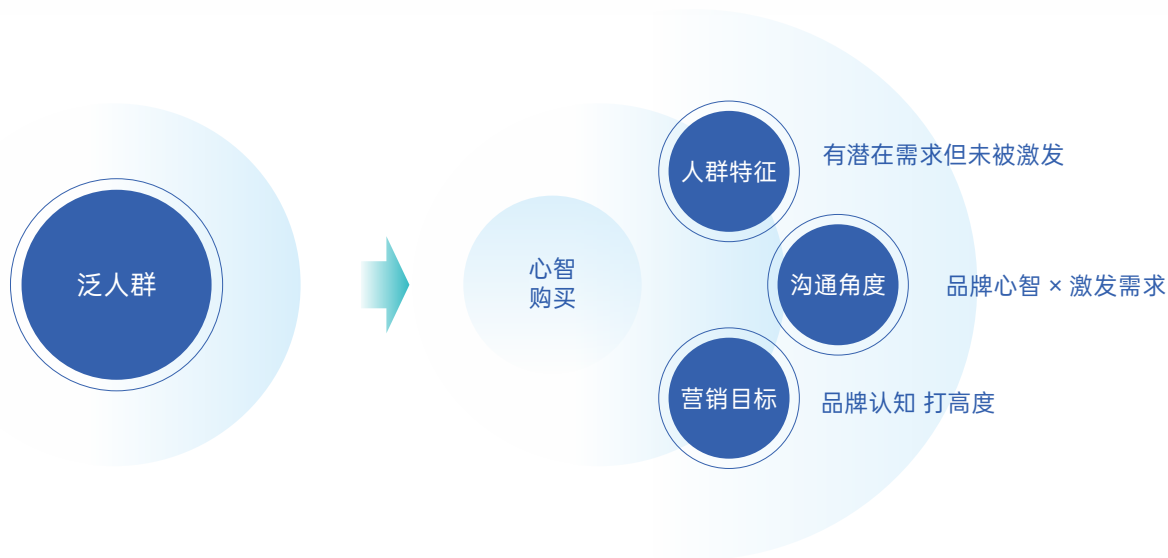 泛人群
心智
购买
人群特征
有潜在需求但未被激发
沟通角度
品牌心智 × 激发需求
营销目标
品牌认知 打高度